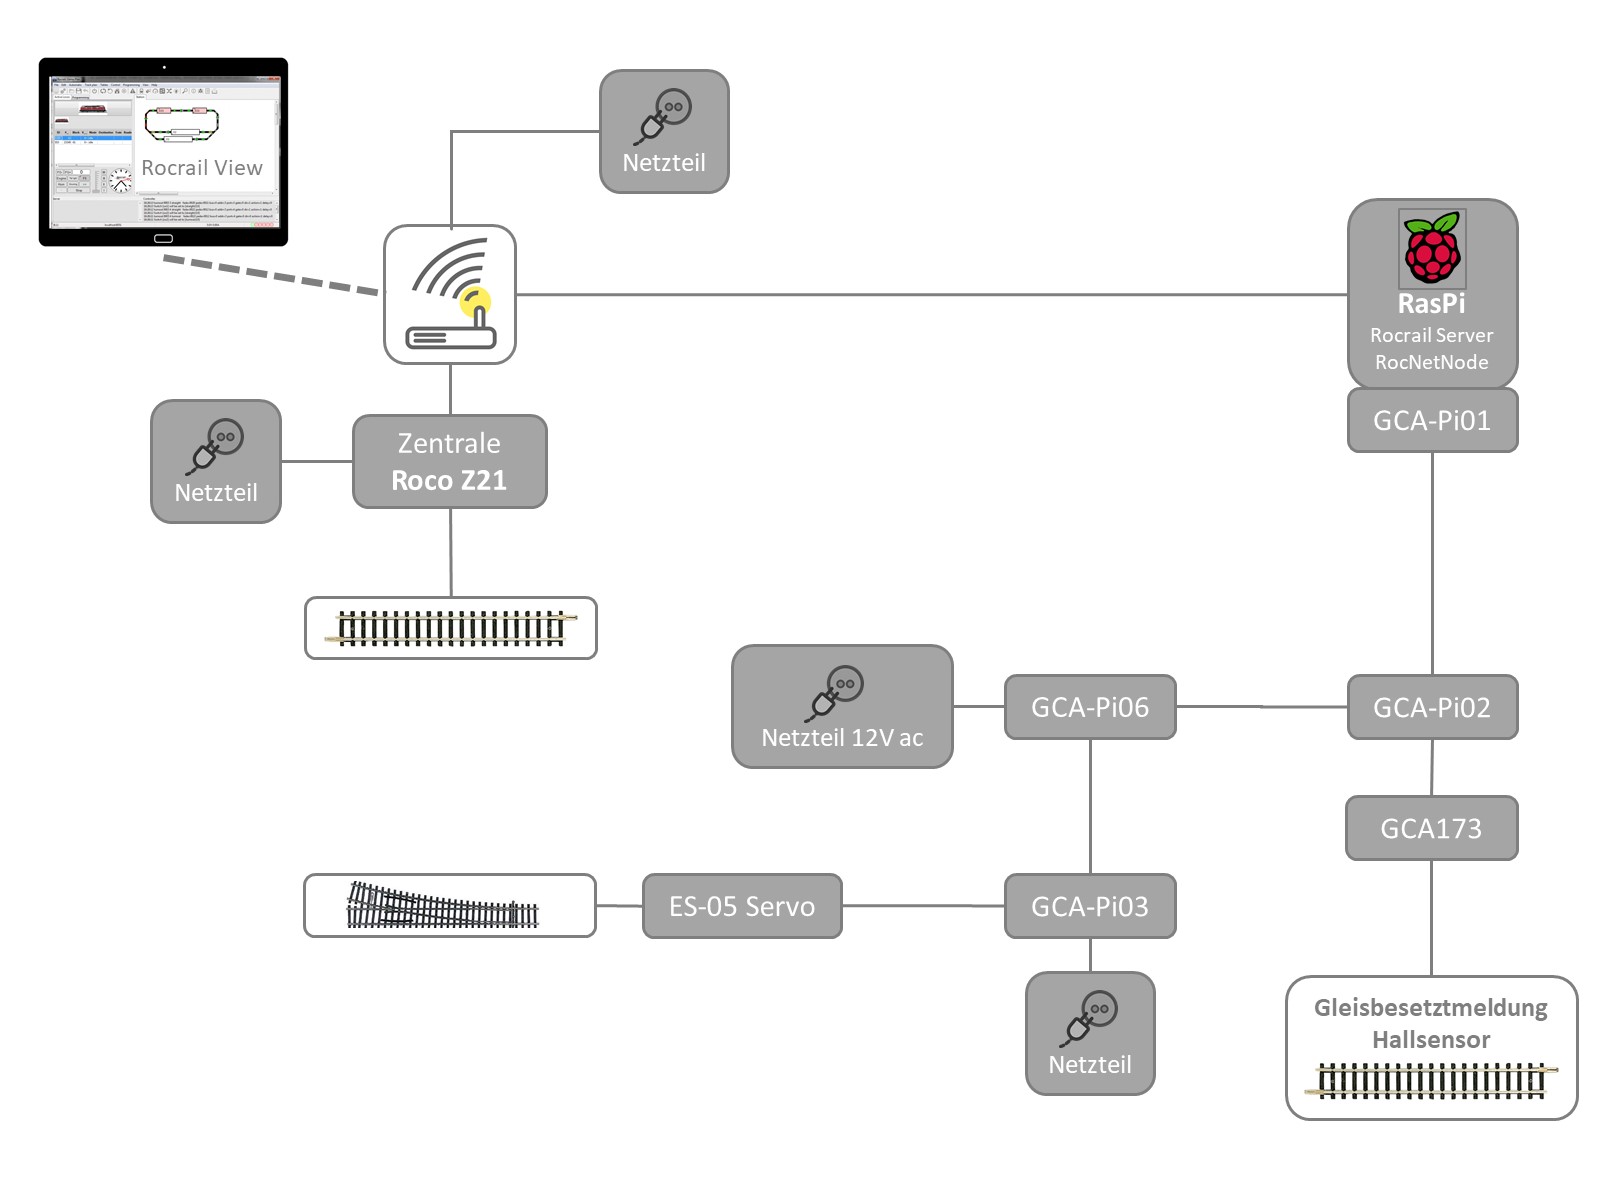 Rocrail View
Netzteil
RasPi
Rocrail Server
RocNetNode
GCA-Pi01
Netzteil
Zentrale
Roco Z21
Netzteil 12V ac
GCA-Pi06
GCA-Pi02
GCA173
ES-05 Servo
GCA-Pi03
Netzteil
Gleisbesetztmeldung
Hallsensor